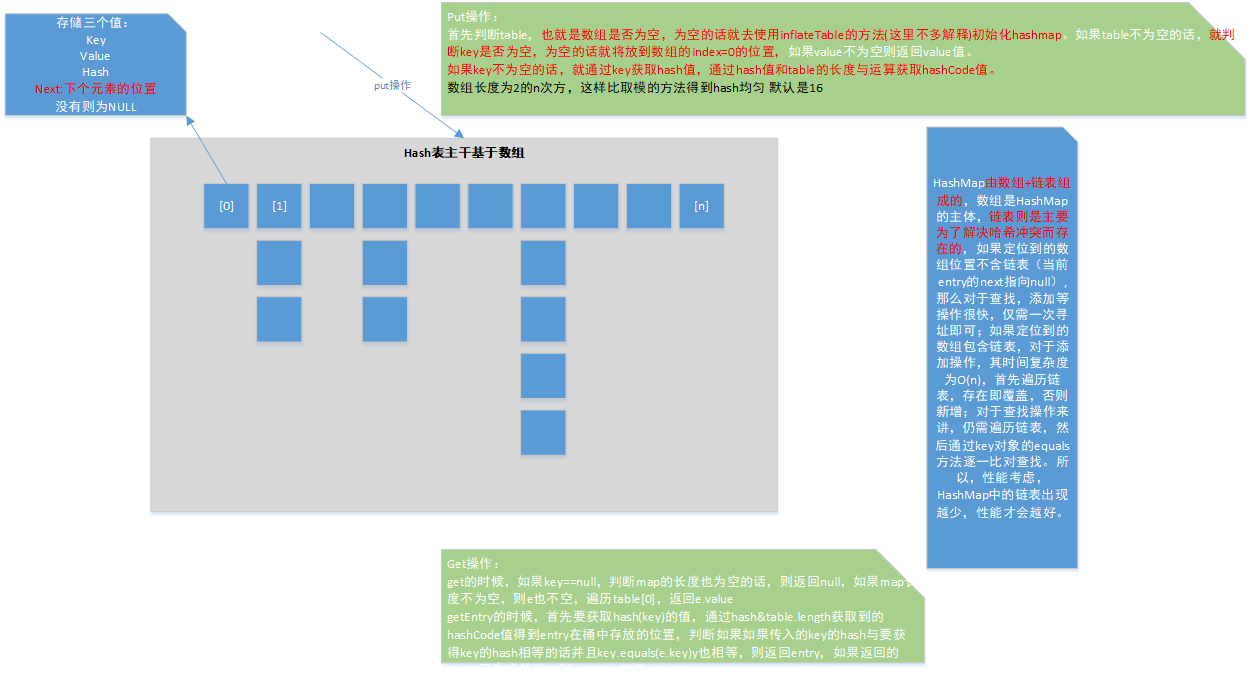 存储三个值：
Key
Value
Hash
Next:下个元素的位置
没有则为NULL
put操作
Put操作：
首先判断table，也就是数组是否为空，为空的话就去使用inflateTable的方法(这里不多解释)初始化hashmap。如果table不为空的话，就判
断key是否为空，为空的话就将放到数组的index=0的位置，如果value不为空则返回value值。
如果key不为空的话，就通过key获取hash值，通过hash值和table的长度与运算获取hashCode值。
数组长度为2的n次方，这样比取模的方法得到hash均匀 默认是16
Hash表主干基于数组
[0]
[1]
[n]
HashMap由数组+链表组
成的，数组是HashMap
的主体，链表则是主要
为了解决哈希冲突而存
在的，如果定位到的数
组位置不含链表（当前
entry的next指向null）,
那么对于查找，添加等
操作很快，仅需一次寻
址即可；如果定位到的
数组包含链表，对于添
加操作，其时间复杂度
为O(n)，首先遍历链
表，存在即覆盖，否则
新增；对于查找操作来
讲，仍需遍历链表，然
后通过key对象的equals
方法逐一比对查找。所
以，性能考虑，
HashMap中的链表出现
越少，性能才会越好。
Get操作：
get的时候，如果key==null，判断map的长度也为空的话，则返回null，如果map
度不为空，则e也不空，遍历table[0]，返回e.value
getEntry的时候，首先要获取hash(key)的值，通过hash&table.length获取到的
hashCode值得到entry在桶中存放的位置，判断如果如果传入的key的hash与要获
得key的hash相等的话并且key.equals(e.key)y也相等，则返回entry，如果返回的